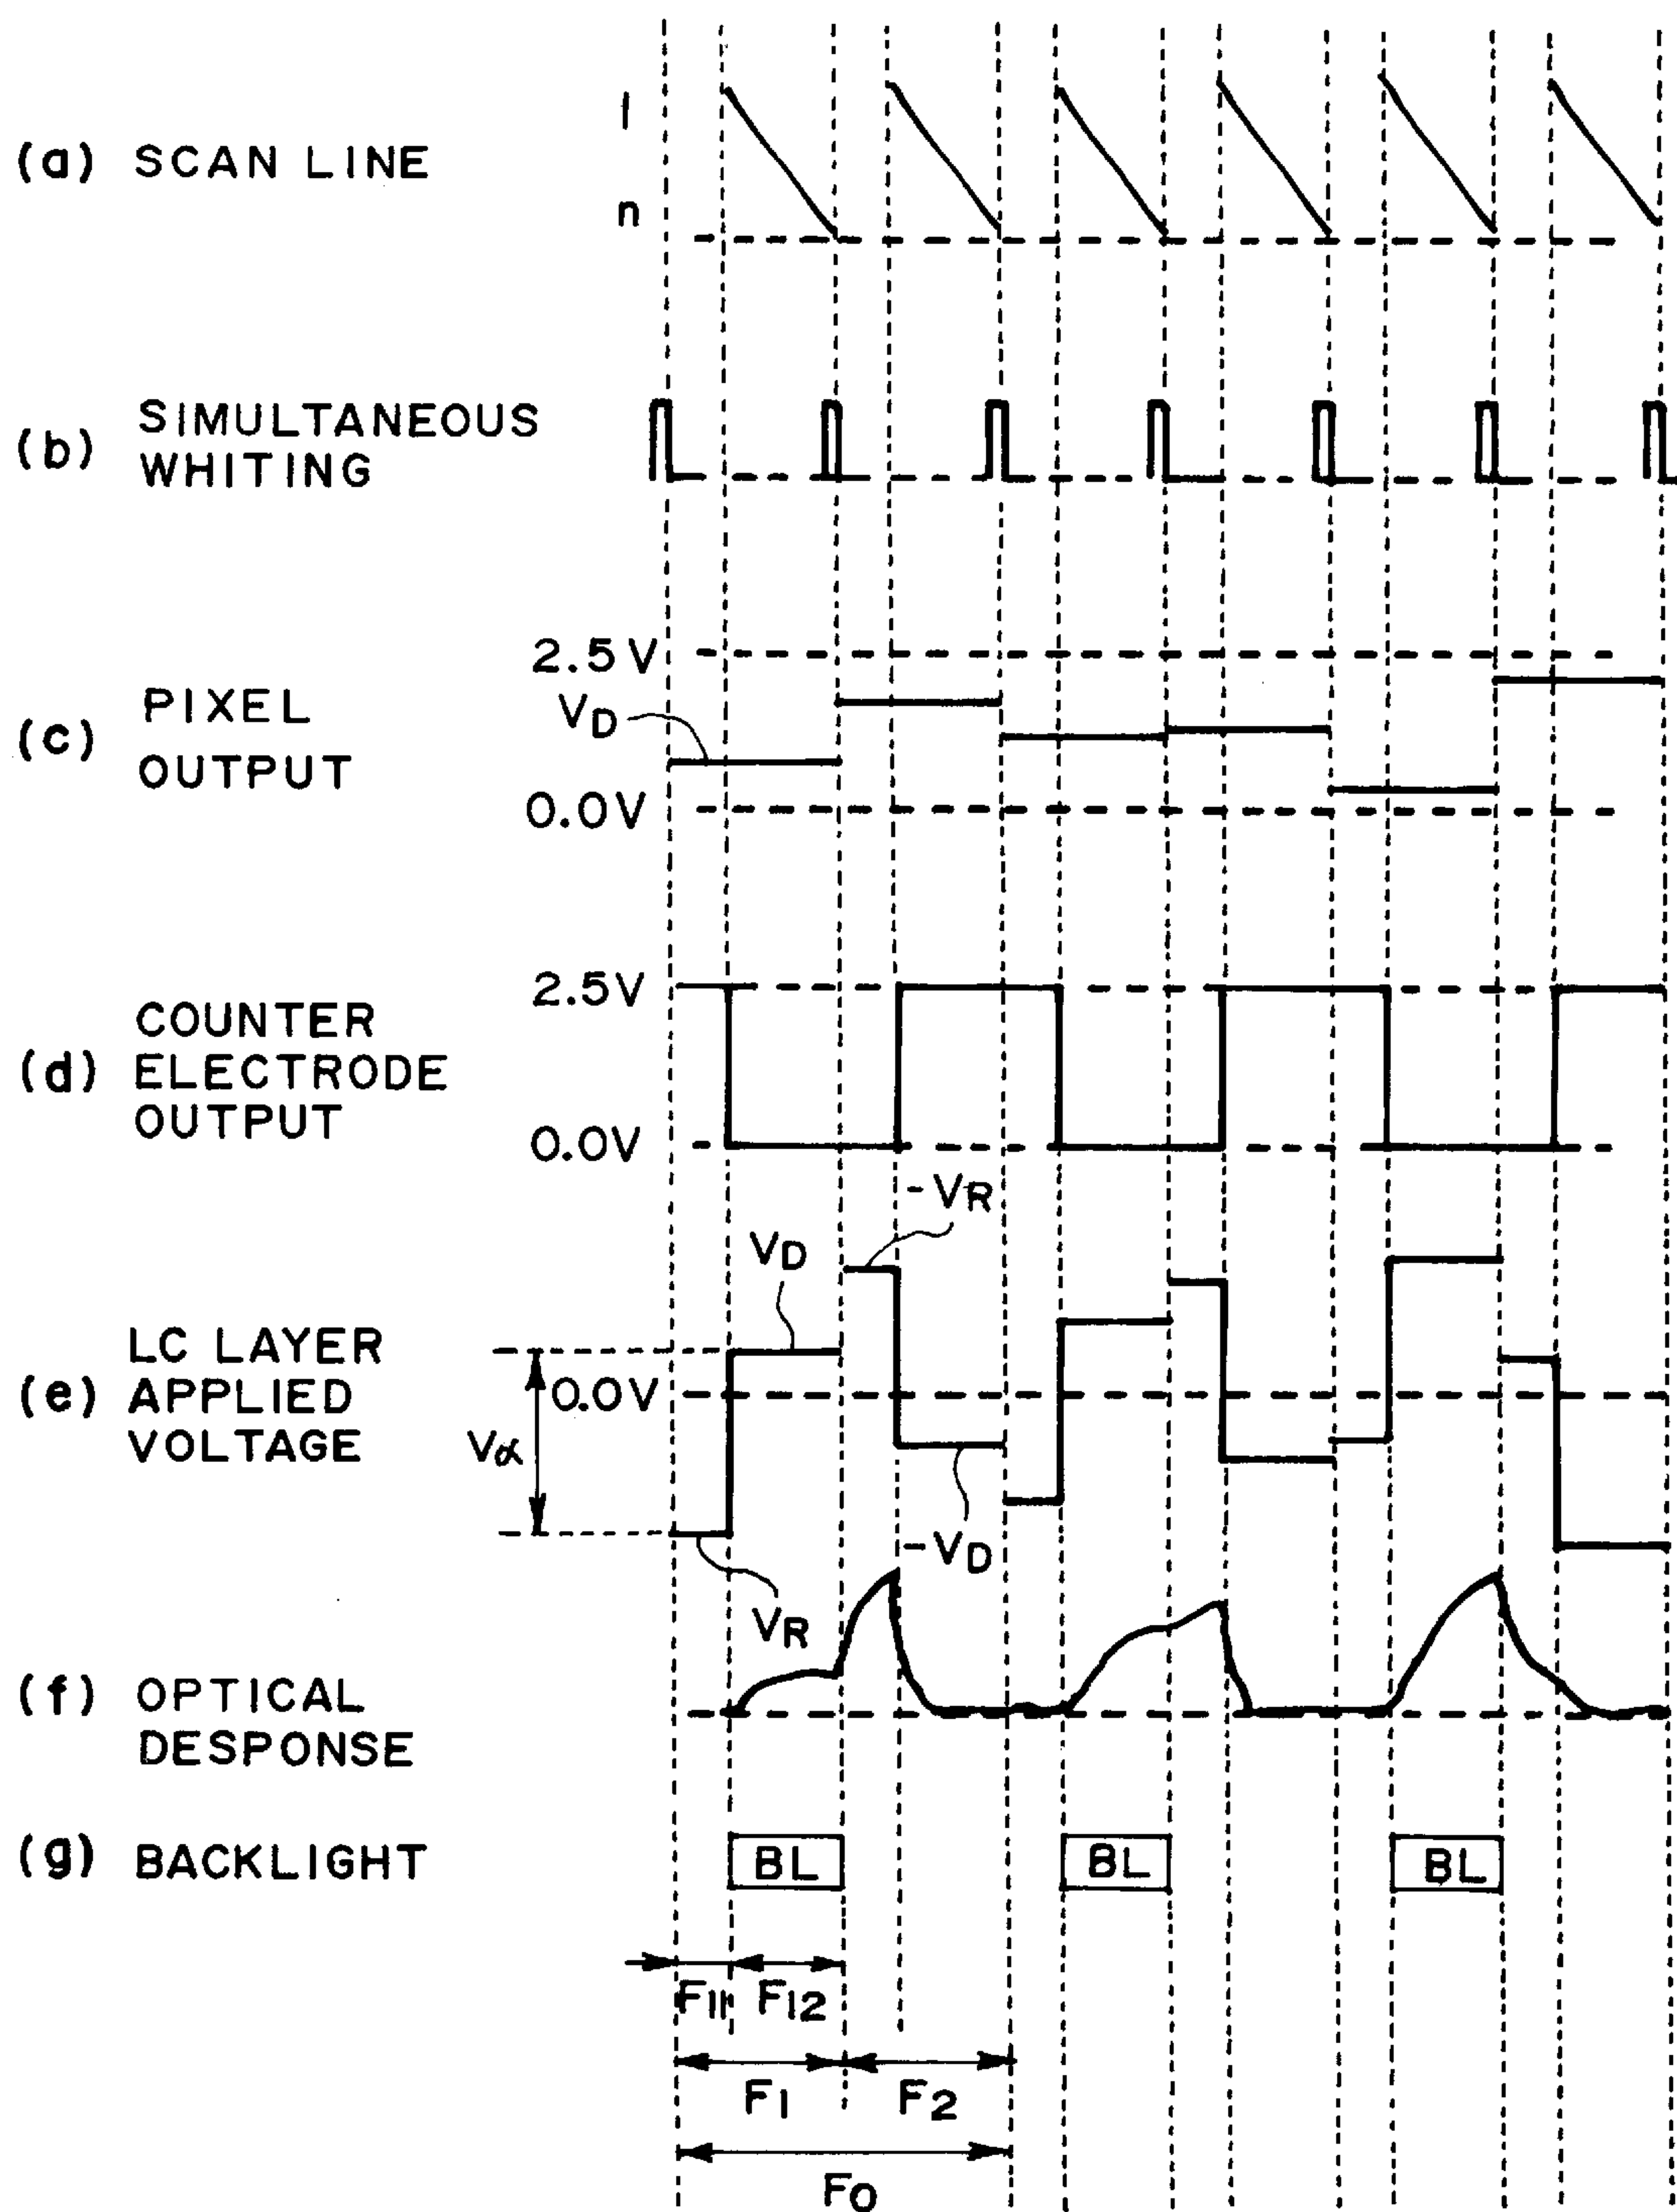 (a) SCAN LINE
1
n
(b) SIMULTANEOUS
WHITING
(c) PIXEL
OUTPUT
2.5V
VD
0.0V
(d) COUNTER
ELECTRODE
OUTPUT
2.5V
0.0V
-VR
VD
(e) LC LAYER
APPLIED
VOLTAGE
0.0V
Vα
-VD
VR
(f) OPTICAL
DESPONSE
(g) BACKLIGHT
BL BL BL
F11 F12
F1 F2
F0